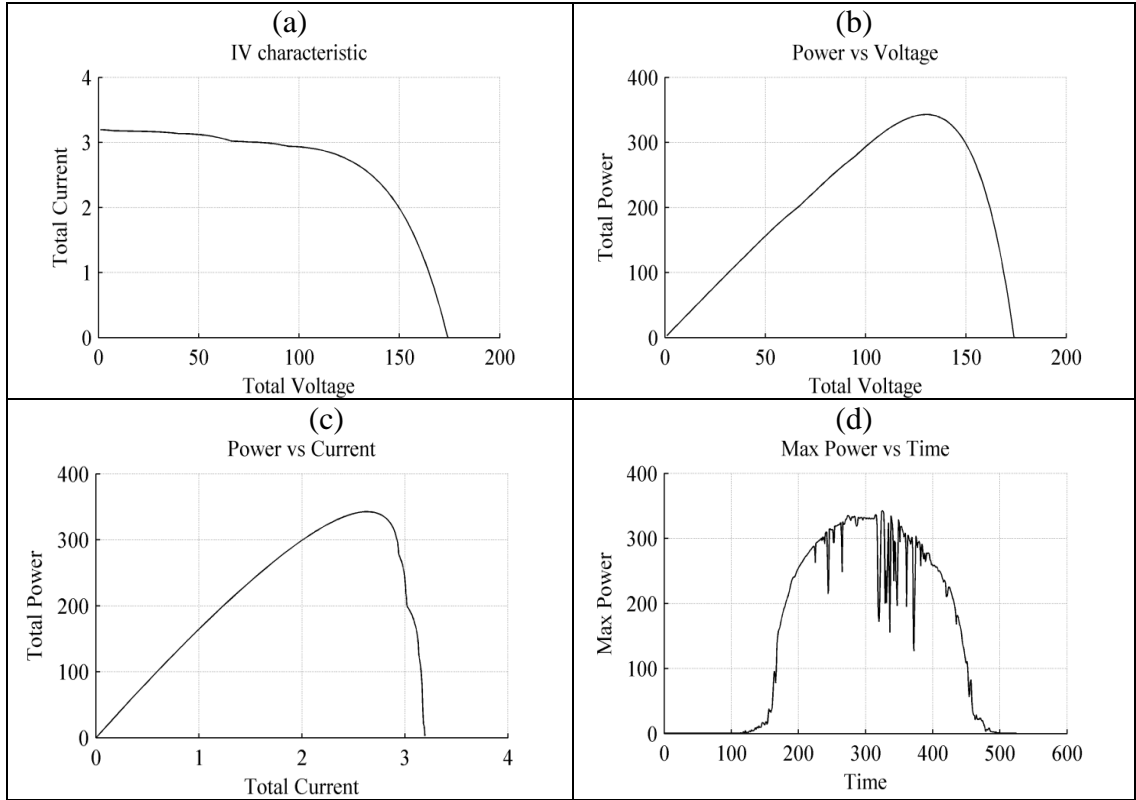 (a)
IV characteristic
4
3
2
1
0
Total Current
0 50 100 150 200
Total Voltage
(b)
Power vs Voltage
400
300
200
100
0
Total Power
0 50 100 150 200
Total Voltage
(c)
Power vs Current
400
300
200
100
0
Total Power
0 1 2 3 4
Total Current
(d)
Max Power vs Time
400
300
200
100
0
Max Power
0 100 200 300 400 500 600
Time